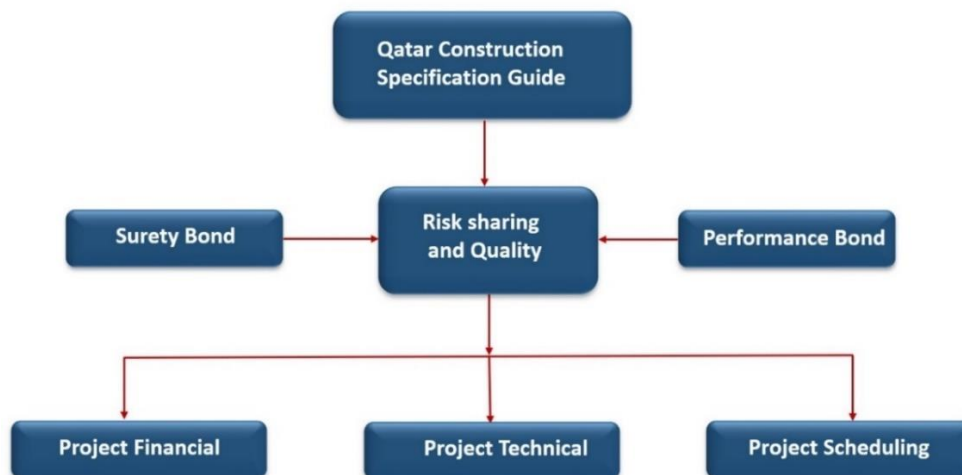 Qatar Construction
Specification Guide
Surety Bond
Risk sharing
and Quality
Performance Bond
Project Financial
Project Technical
Project Scheduling